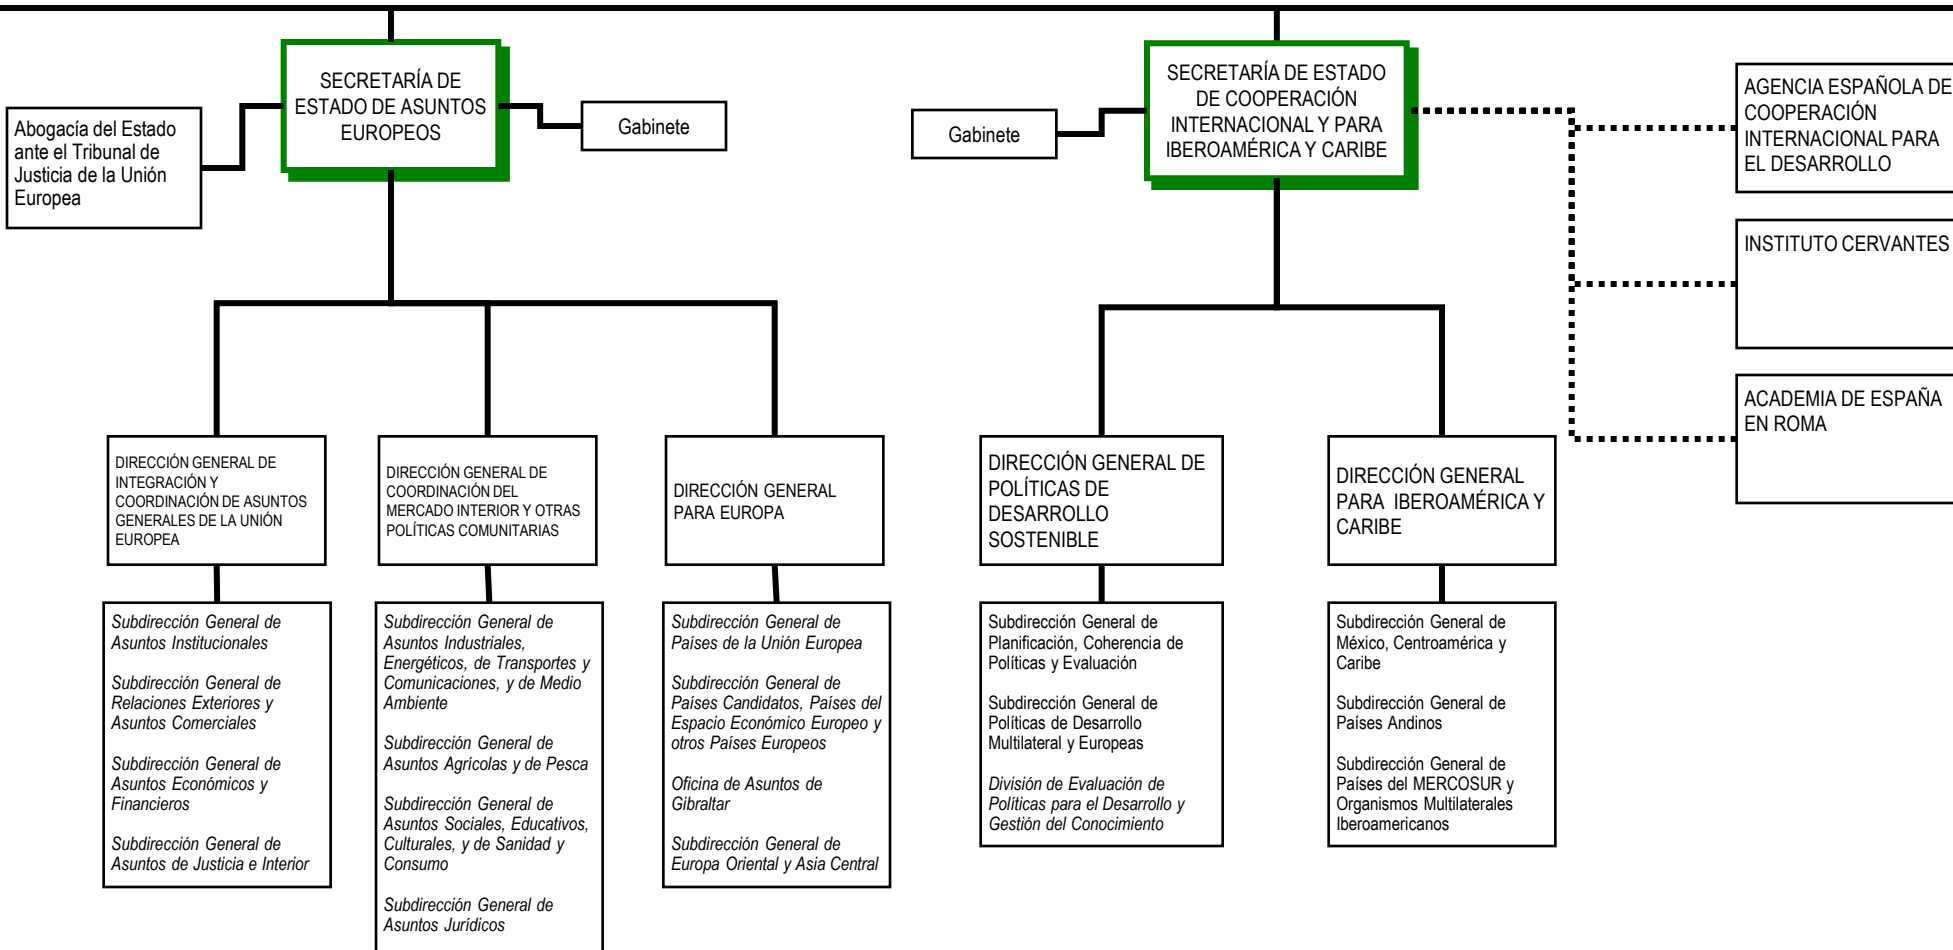 SECRETARÍA DE
ESTADO DE ASUNTOS
EUROPEOS
Abogacía del Estado
ante el Tribunal de
Justicia de la Unión
Europea
Gabinete
SECRETARÍA DE ESTADO
DE COOPERACIÓN
INTERNACIONAL Y PARA
IBEROAMÉRICA Y CARIBE
Gabinete
AGENCIA ESPAÑOLA DE
COOPERACIÓN
INTERNACIONAL PARA
EL DESARROLLO
INSTITUTO CERVANTES
ACADEMIA DE ESPAÑA
EN ROMA
DIRECCIÓN GENERAL DE
INTEGRACIÓN Y
COORDINACIÓN DE ASUNTOS
GENERALES DE LA UNIÓN
EUROPEA
DIRECCIÓN GENERAL DE
COORDINACIÓN DEL
MERCADO INTERIOR Y OTRAS
POLÍTICAS COMUNITARIAS
DIRECCIÓN GENERAL
PARA EUROPA
DIRECCIÓN GENERAL DE
POLÍTICAS DE
DESARROLLO
SOSTENIBLE
DIRECCIÓN GENERAL
PARA IBEROAMÉRICA Y
CARIBE
Subdirección General de
Asuntos Institucionales
Subdirección General de
Relaciones Exteriores y
Asuntos Comerciales
Subdirección General de
Asuntos Económicos y
Financieros
Subdirección General de
Asuntos de Justicia e Interior
Subdirección General de
Asuntos Industriales,
Energéticos, de Transportes y
Comunicaciones, y de Medio
Ambiente
Subdirección General de
Asuntos Agrícolas y de Pesca
Subdirección General de
Asuntos Sociales, Educativos,
Culturales, y de Sanidad y
Consumo
Subdirección General de
Asuntos Jurídicos
Subdirección General de
Países de la Unión Europea
Subdirección General de
Países Candidatos, Países del
Espacio Económico Europeo y
otros Países Europeos
Oficina de Asuntos de
Gibraltar
Subdirección General de
Europa Oriental y Asia Central
Subdirección General de
Planificación, Coherencia de
Políticas y Evaluación
Subdirección General de
Políticas de Desarrollo
Multilateral y Europeas
División de Evaluación de
Políticas para el Desarrollo y
Gestión del Conocimiento
Subdirección General de
México, Centroamérica y
Caribe
Subdirección General de
Países Andinos
Subdirección General de
Países del MERCOSUR y
Organismos Multilaterales
Iberoamericanos